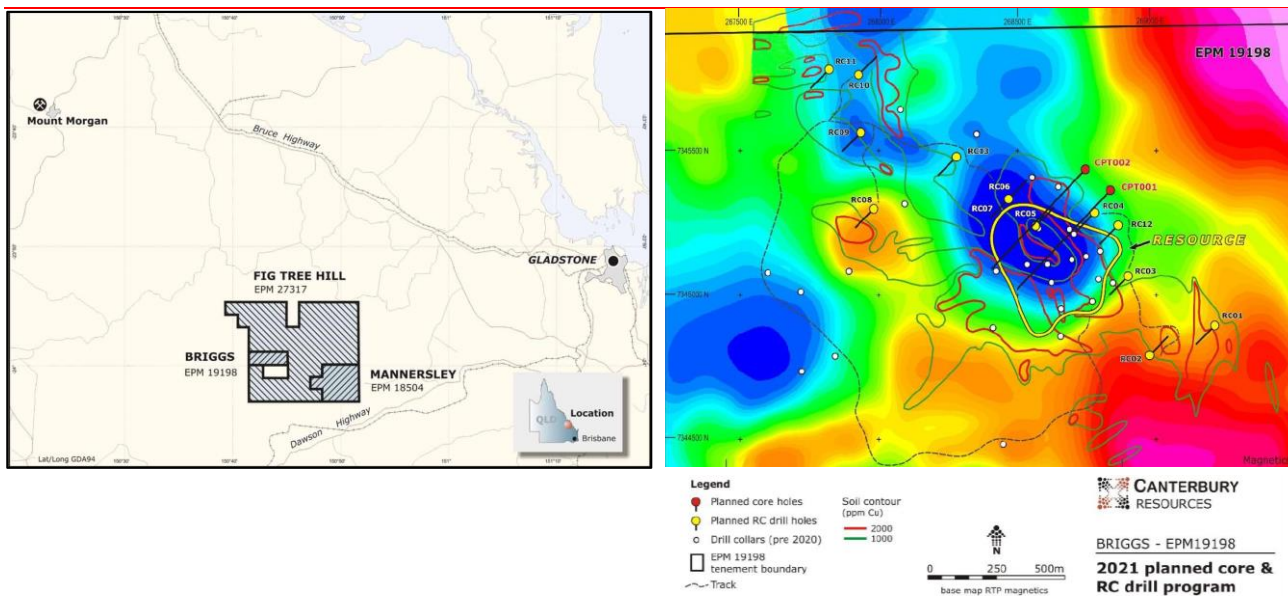 Mount Morgan
Bruce Highway
GLADSTONE
FIG TREE HILL
EPM 27317
BRIGGS
EPM 19198
MANNERSLEY
EPM 18504
Dawson Highway
QLD
Location
Brisbane
Lat/Long GDA94
267500 E
EPM 19198
RC11
RC10
RC09
7345500 N
CPT002
CPT001
RC06
RC07
RC08
RC05
RC04
RC12
RESOURCE
RC03
7345000 N
RC01
RC02
7344500 N
Magnetics
Legend
Planned core holes
Planned RC drill holes
Drill collars (pre 2020)
EPM 19198
tenement boundary
Track
Soil contour
(ppm Cu)
2000
1000
N
0 250 500m
base map RTP magnetics
CANTERBURY
RESOURCES
BRIGGS - EPM19198
2021 planned core &
RC drill program